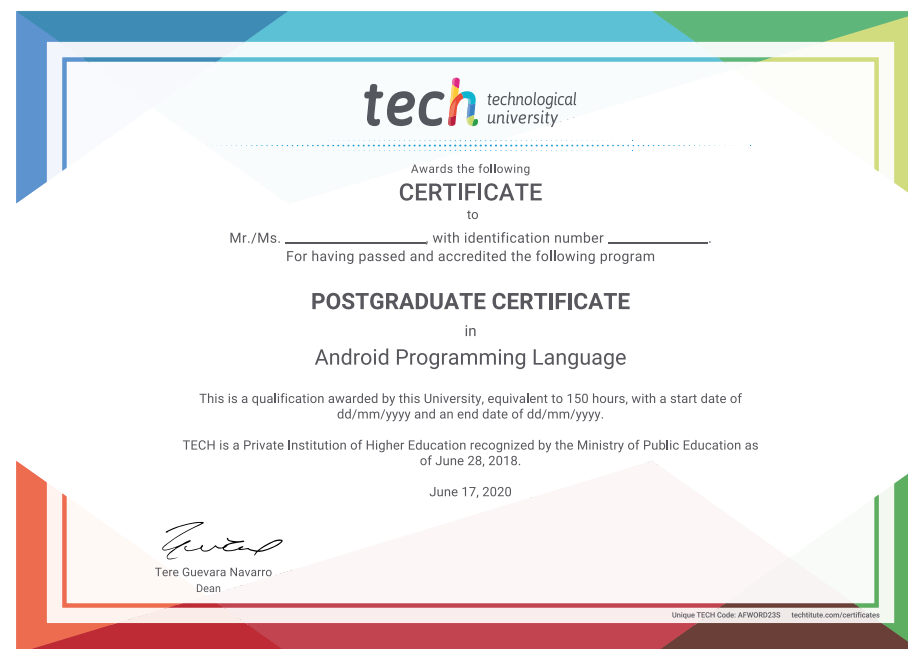 tech technological
university
Awards the following
CERTIFICATE
to
Mr./Ms. ____________________, with identification number ______________.
For having passed and accredited the following program
POSTGRADUATE CERTIFICATE
in
Android Programming Language
This is a qualification awarded by this University, equivalent to 150 hours, with a start date of
dd/mm/yyyy and an end date of dd/mm/yyyy.
TECH is a Private Institution of Higher Education recognized by the Ministry of Public Education as
of June 28, 2018.
June 17, 2020
Tere Guevara Navarro
Dean
Unique TECH Code: AFWORD23S techtitute.com/certificates